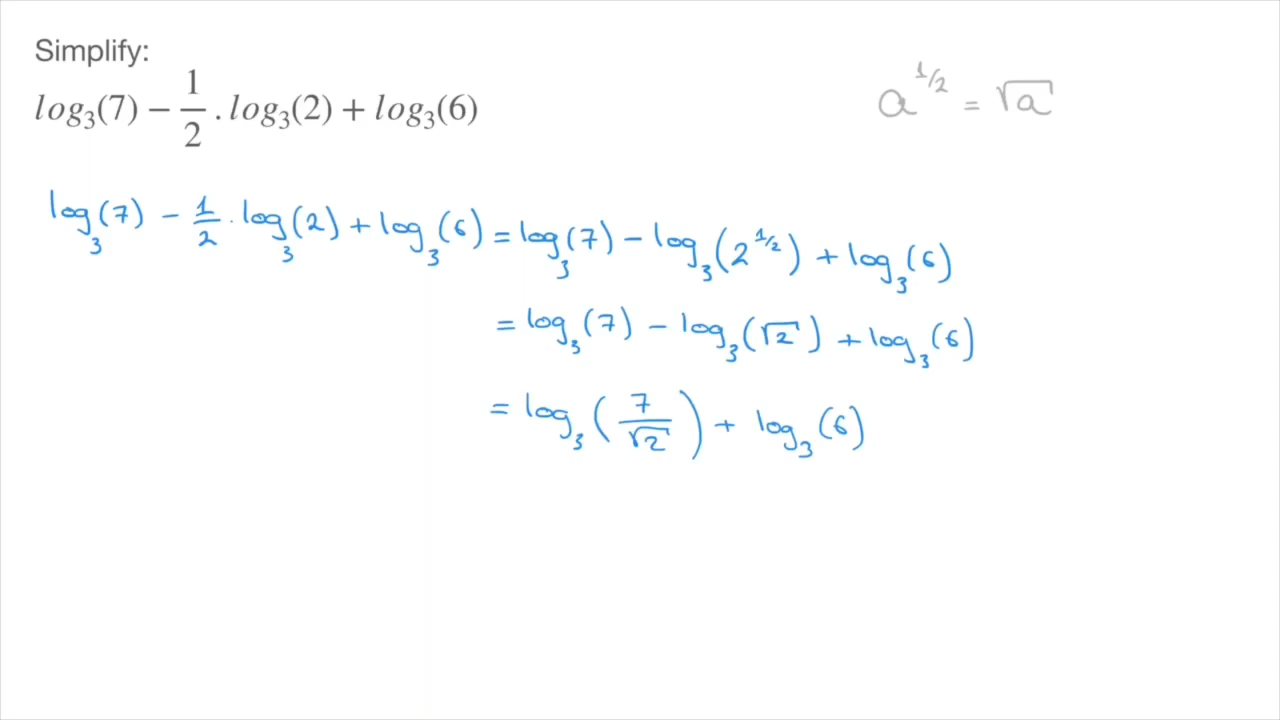 Simplify:
log₃(7) − 1/2 . log₃(2) + log₃(6)
a^1/2 = √a
log₃(7) − 1/2 . log₃(2) + log₃(6) = log₃(7) − log₃(2^1/2) + log₃(6)
= log₃(7) − log₃(√2) + log₃(6)
= log₃(7/√2) + log₃(6)